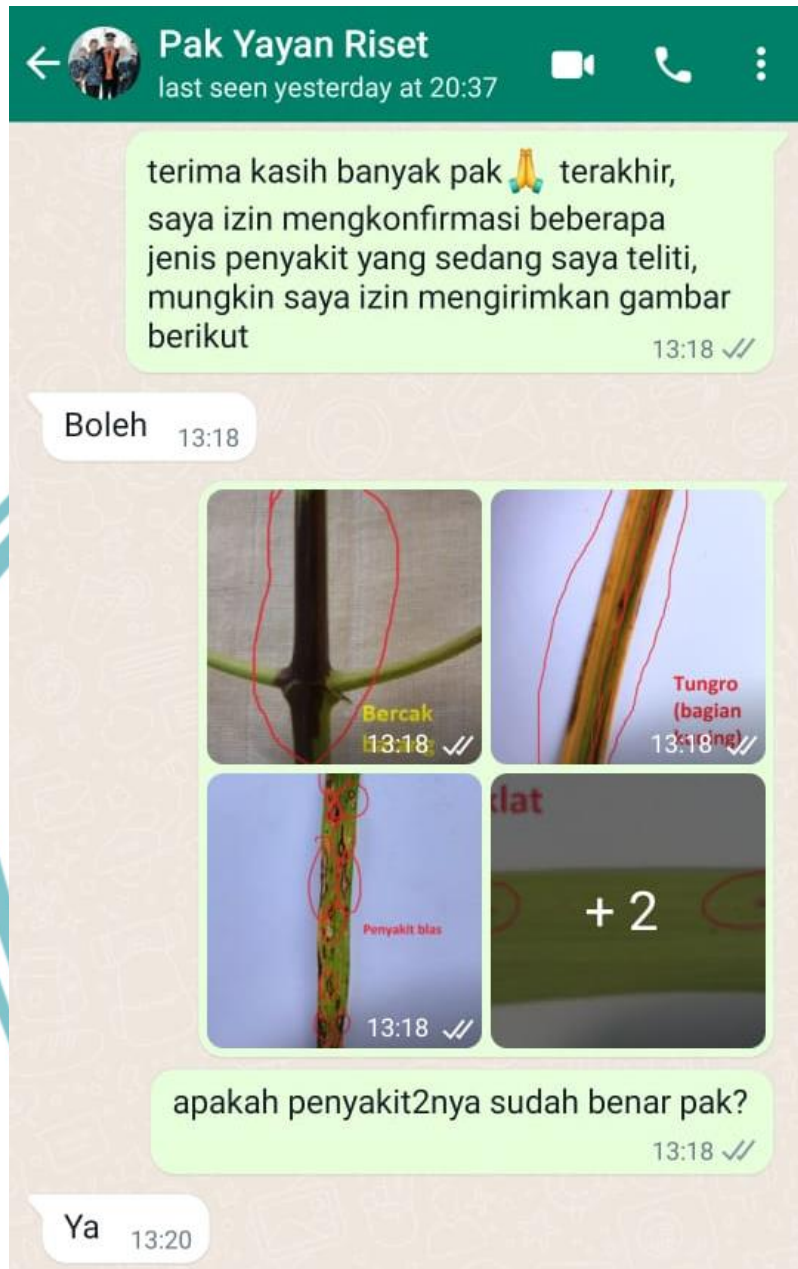 Pak Yayan Riset
last seen yesterday at 20:37
terima kasih banyak pak🙏 terakhir,
saya izin mengkonfirmasi beberapa
jenis penyakit yang sedang saya teliti,
mungkin saya izin mengirimkan gambar
berikut
13:18
Boleh 13:18
Bercak
13:18
Tungro
(bagian
13:18
Penyakit blas
13:18
klat
+ 2
apakah penyakit2nya sudah benar pak?
13:18
Ya 13:20